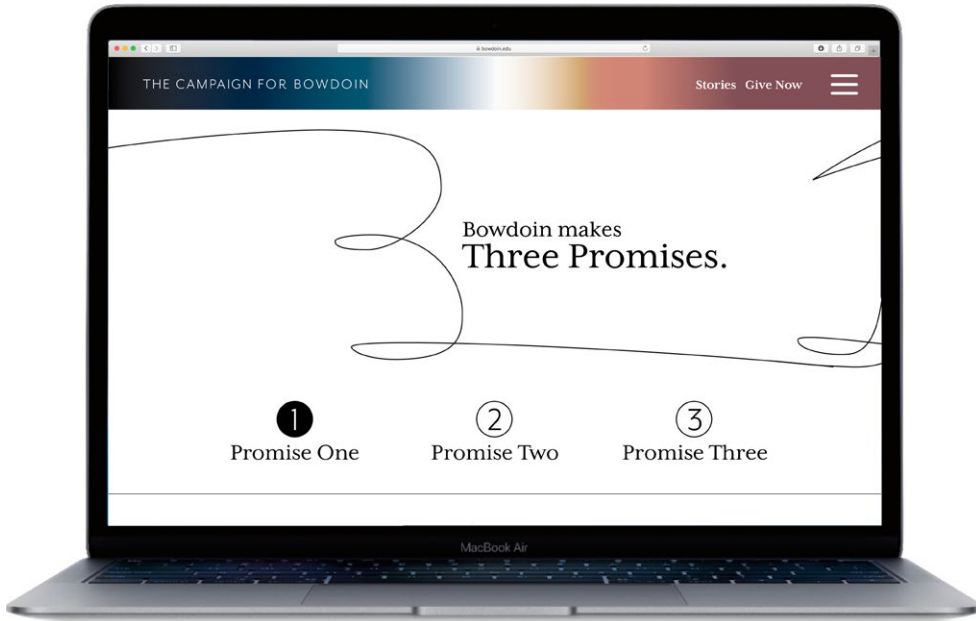 bowdoin.edu
THE CAMPAIGN FOR BOWDOIN
Stories Give Now
Bowdoin makes
Three Promises.
1
2
3
Promise One
Promise Two
Promise Three
MacBook Air